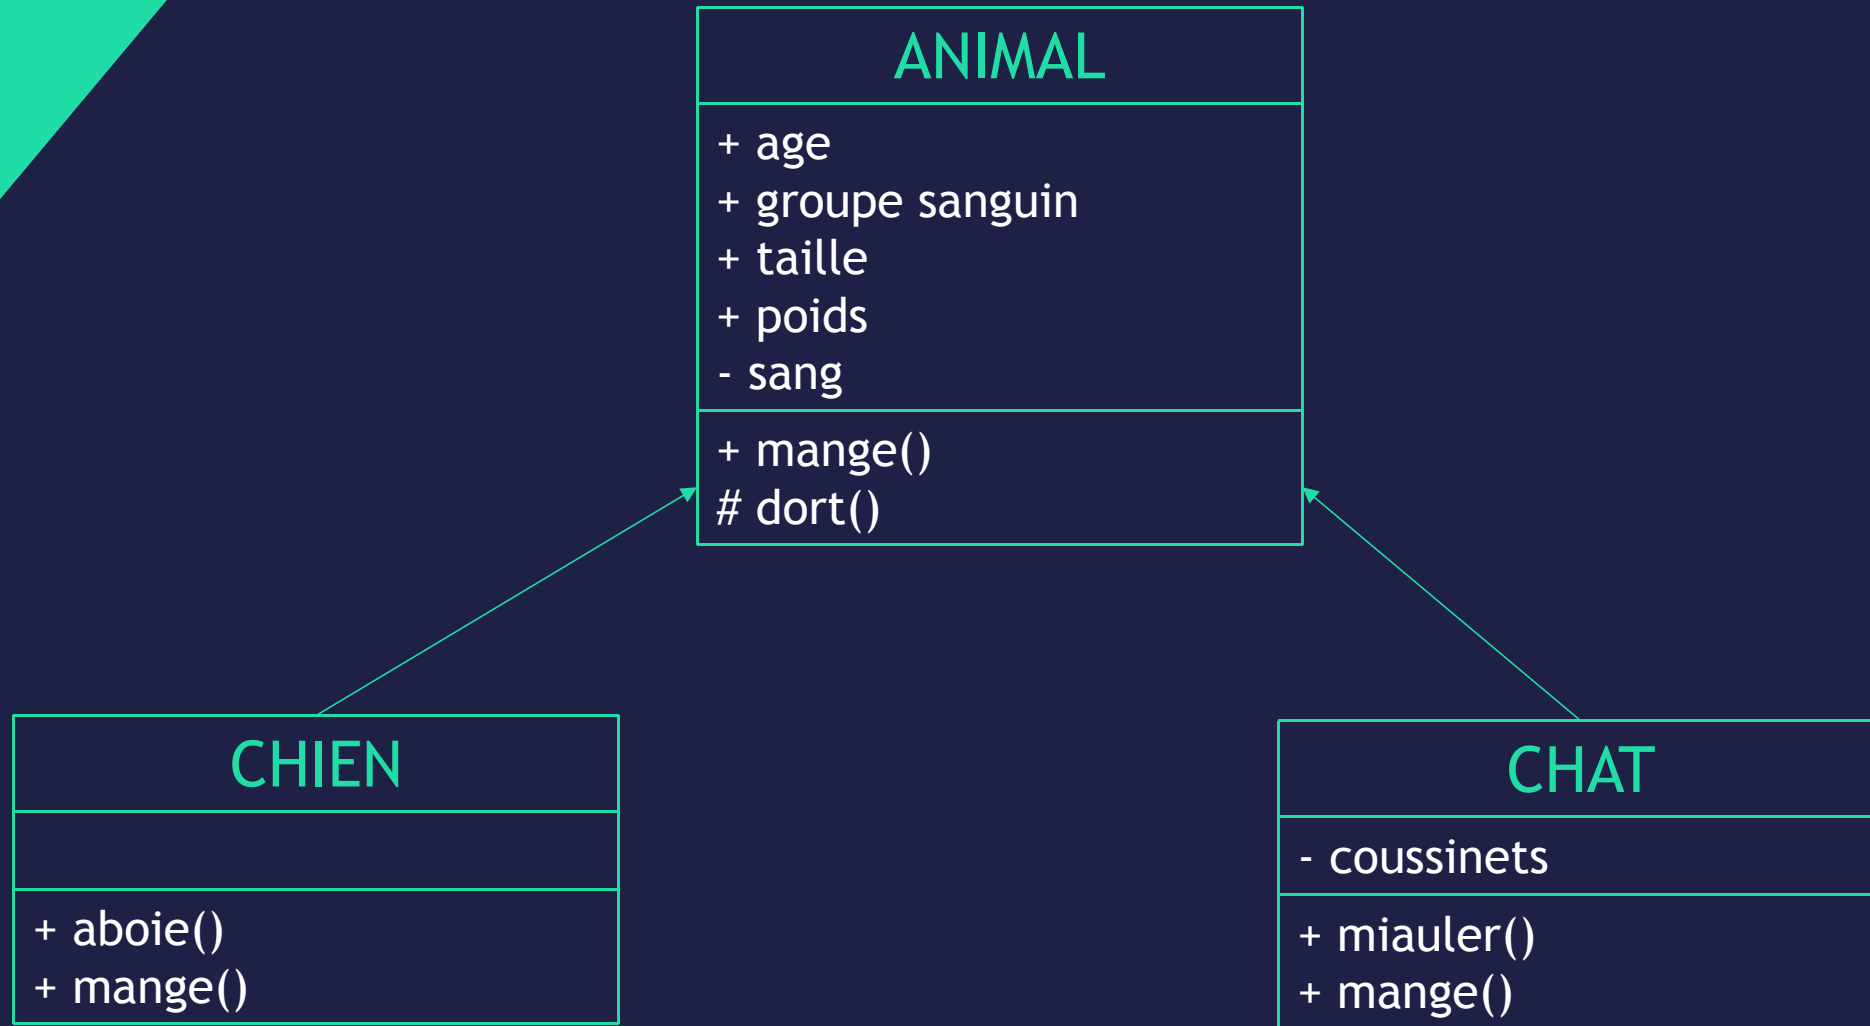 ANIMAL
+ age
+ groupe sanguin
+ taille
+ poids
- sang
+ mange()
# dort()
CHIEN
+ aboie()
+ mange()
CHAT
- coussinets
+ miauler()
+ mange()